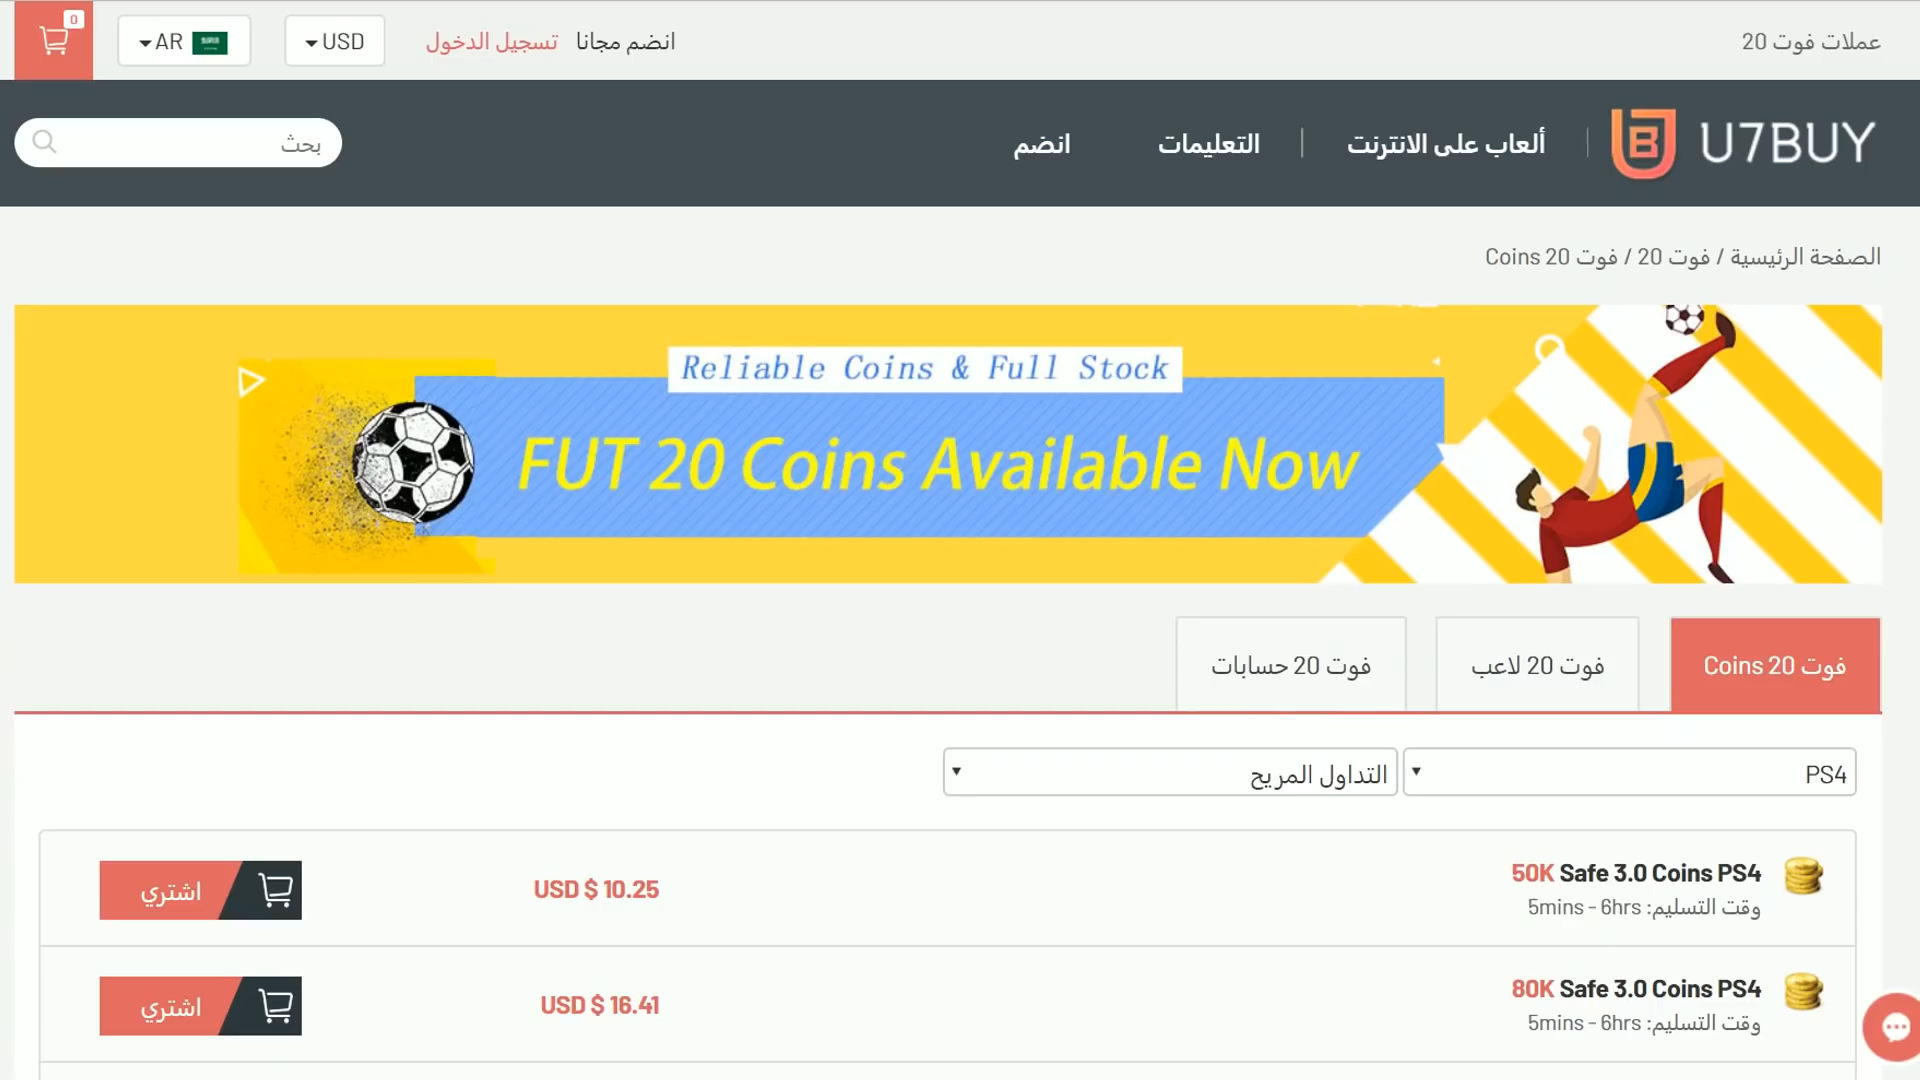 عملات فوت 20
انضم مجانا
تسجيل الدخول
USD
AR
0
U7BUY
ألعاب على الانترنت
التعليمات
انضم
بحث
الصفحة الرئيسية / فوت 20 / فوت 20 Coins
Reliable Coins & Full Stock
FUT 20 Coins Available Now
فوت 20 Coins
فوت 20 لاعب
فوت 20 حسابات
PS4
التداول المريح
50K Safe 3.0 Coins PS4
وقت التسليم: 5mins - 6hrs
USD $ 10.25
اشتري
80K Safe 3.0 Coins PS4
وقت التسليم: 5mins - 6hrs
USD $ 16.41
اشتري